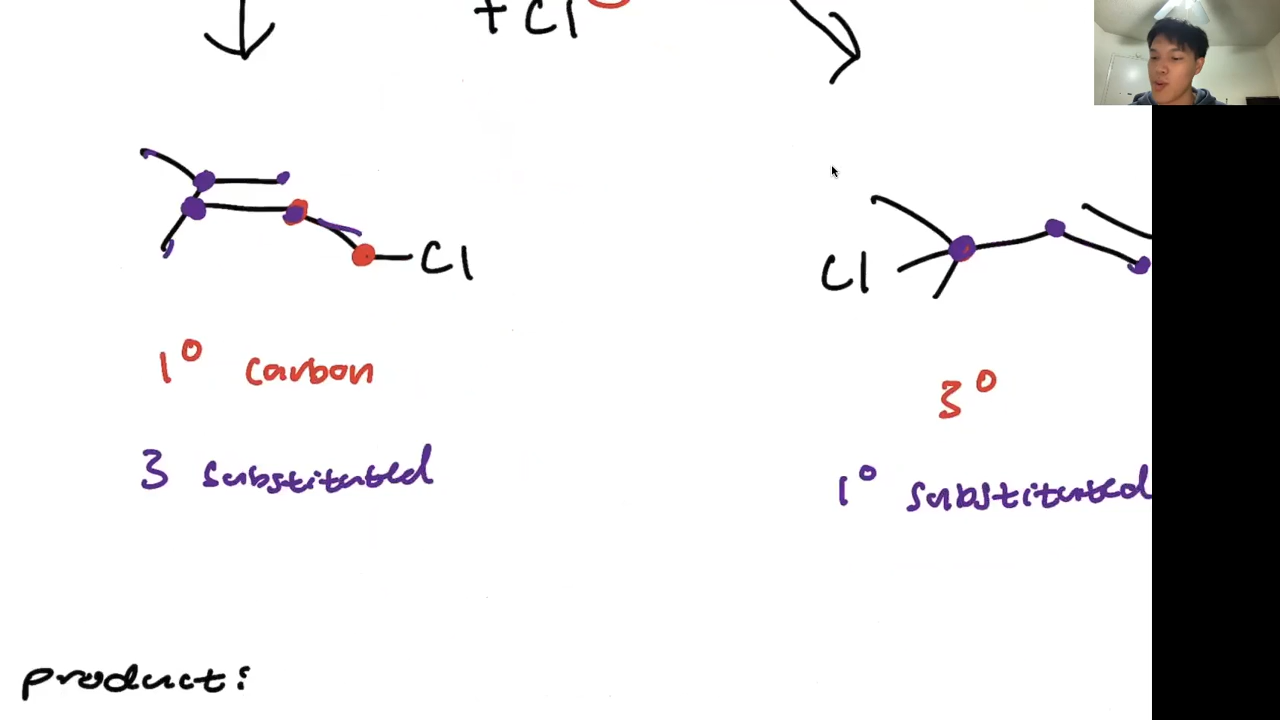 + Cl
Cl
Cl
1° carbon
3°
3 substituted
1° substituted
product: